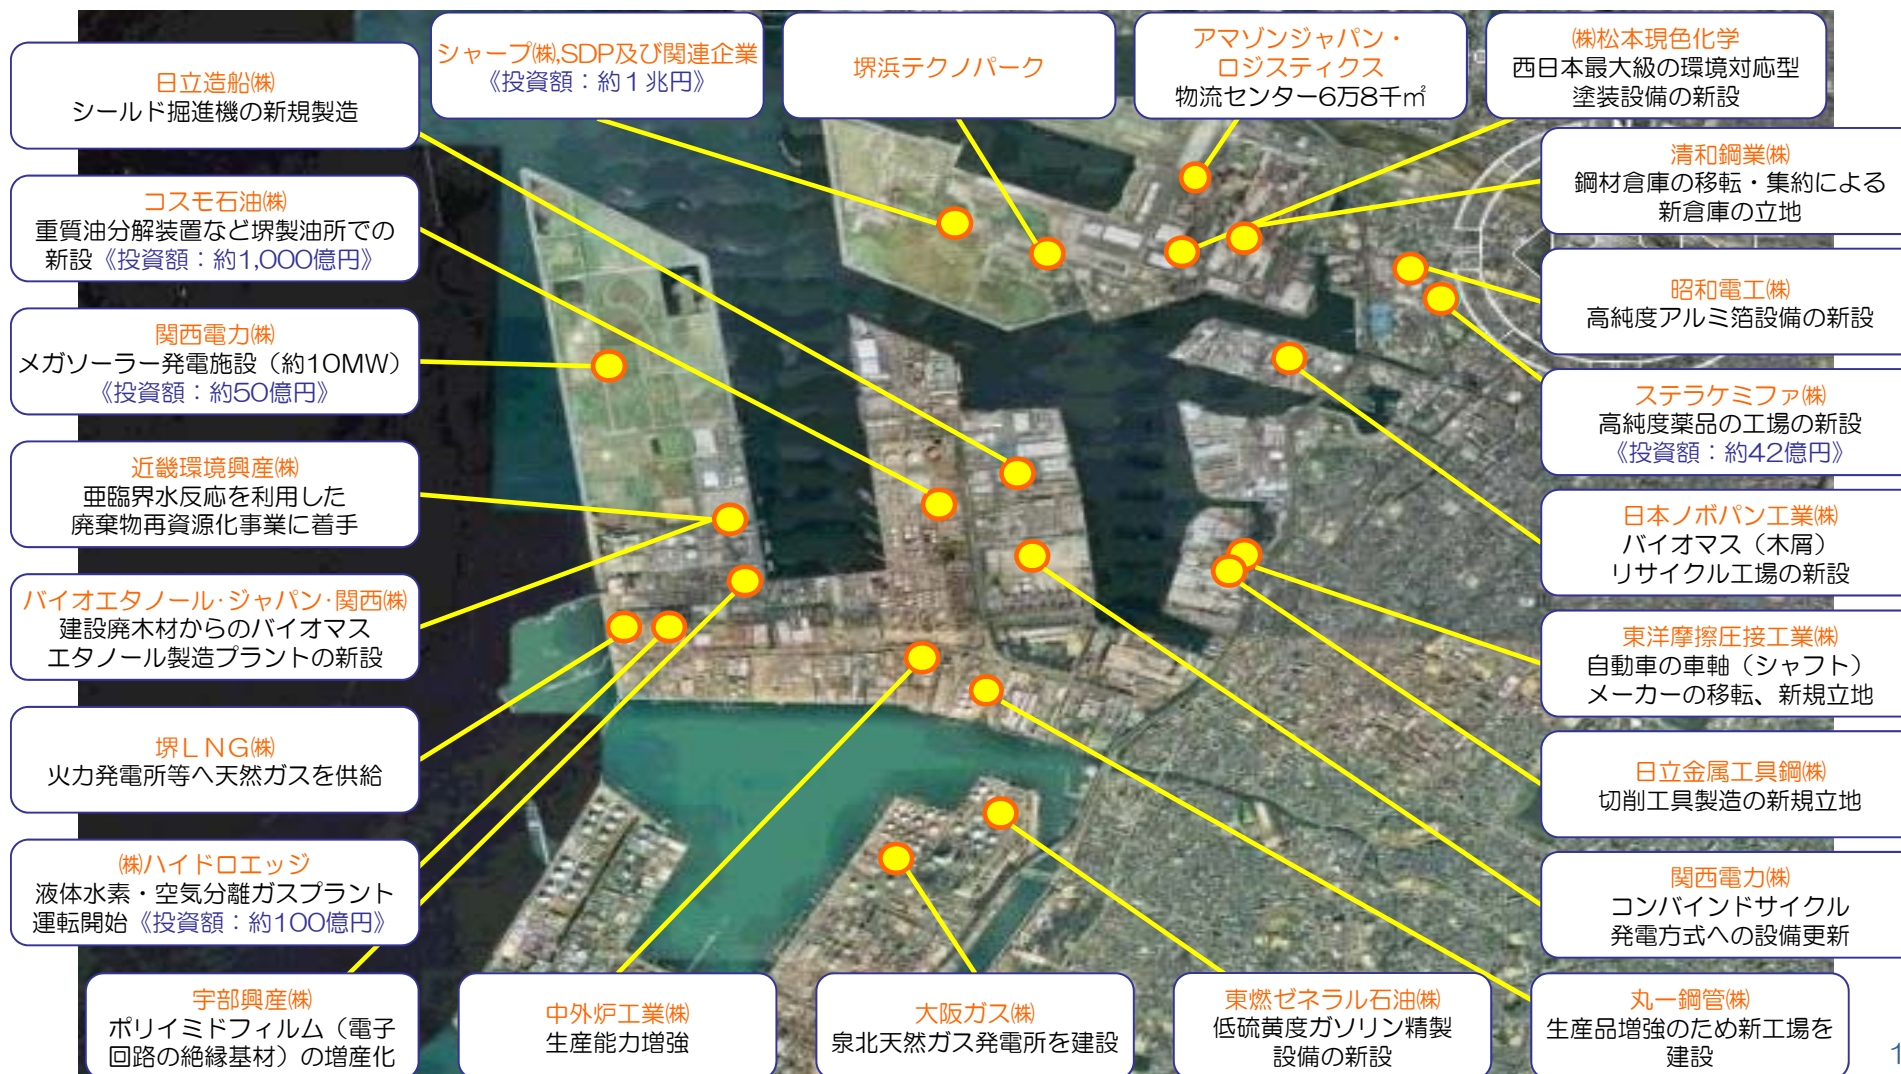 日立造船㈱
シールド掘進機の新規製造
シャープ㈱,SDP及び関連企業
《投資額：約１兆円》
堺浜テクノパーク
アマゾンジャパン・
ロジスティクス
物流センター6万8千㎡
㈱松本現色化学
西日本最大級の環境対応型
塗装設備の新設
清和鋼業㈱
鋼材倉庫の移転・集約による
新倉庫の立地
コスモ石油㈱
重質油分解装置など堺製油所での
新設《投資額：約1,000億円》
昭和電工㈱
高純度アルミ箔設備の新設
関西電力㈱
メガソーラー発電施設（約10MW）
《投資額：約50億円》
ステラケミファ㈱
高純度薬品の工場の新設
《投資額：約42億円》
近畿環境興産㈱
亜臨界水反応を利用した
廃棄物再資源化事業に着手
日本ノボパン工業㈱
バイオマス（木屑）
リサイクル工場の新設
バイオエタノール･ジャパン･関西㈱
建設廃木材からのバイオマス
エタノール製造プラントの新設
東洋摩擦圧接工業㈱
自動車の車軸（シャフト）
メーカーの移転、新規立地
堺ＬＮＧ㈱
火力発電所等へ天然ガスを供給
日立金属工具鋼㈱
切削工具製造の新規立地
㈱ハイドロエッジ
液体水素・空気分離ガスプラント
運転開始《投資額：約100億円》
関西電力㈱
コンバインドサイクル
発電方式への設備更新
宇部興産㈱
ポリイミドフィルム（電子
回路の絶縁基材）の増産化
中外炉工業㈱
生産能力増強
大阪ガス㈱
泉北天然ガス発電所を建設
東燃ゼネラル石油㈱
低硫黄度ガソリン精製
設備の新設
丸一鋼管㈱
生産品増強のため新工場を
建設
1